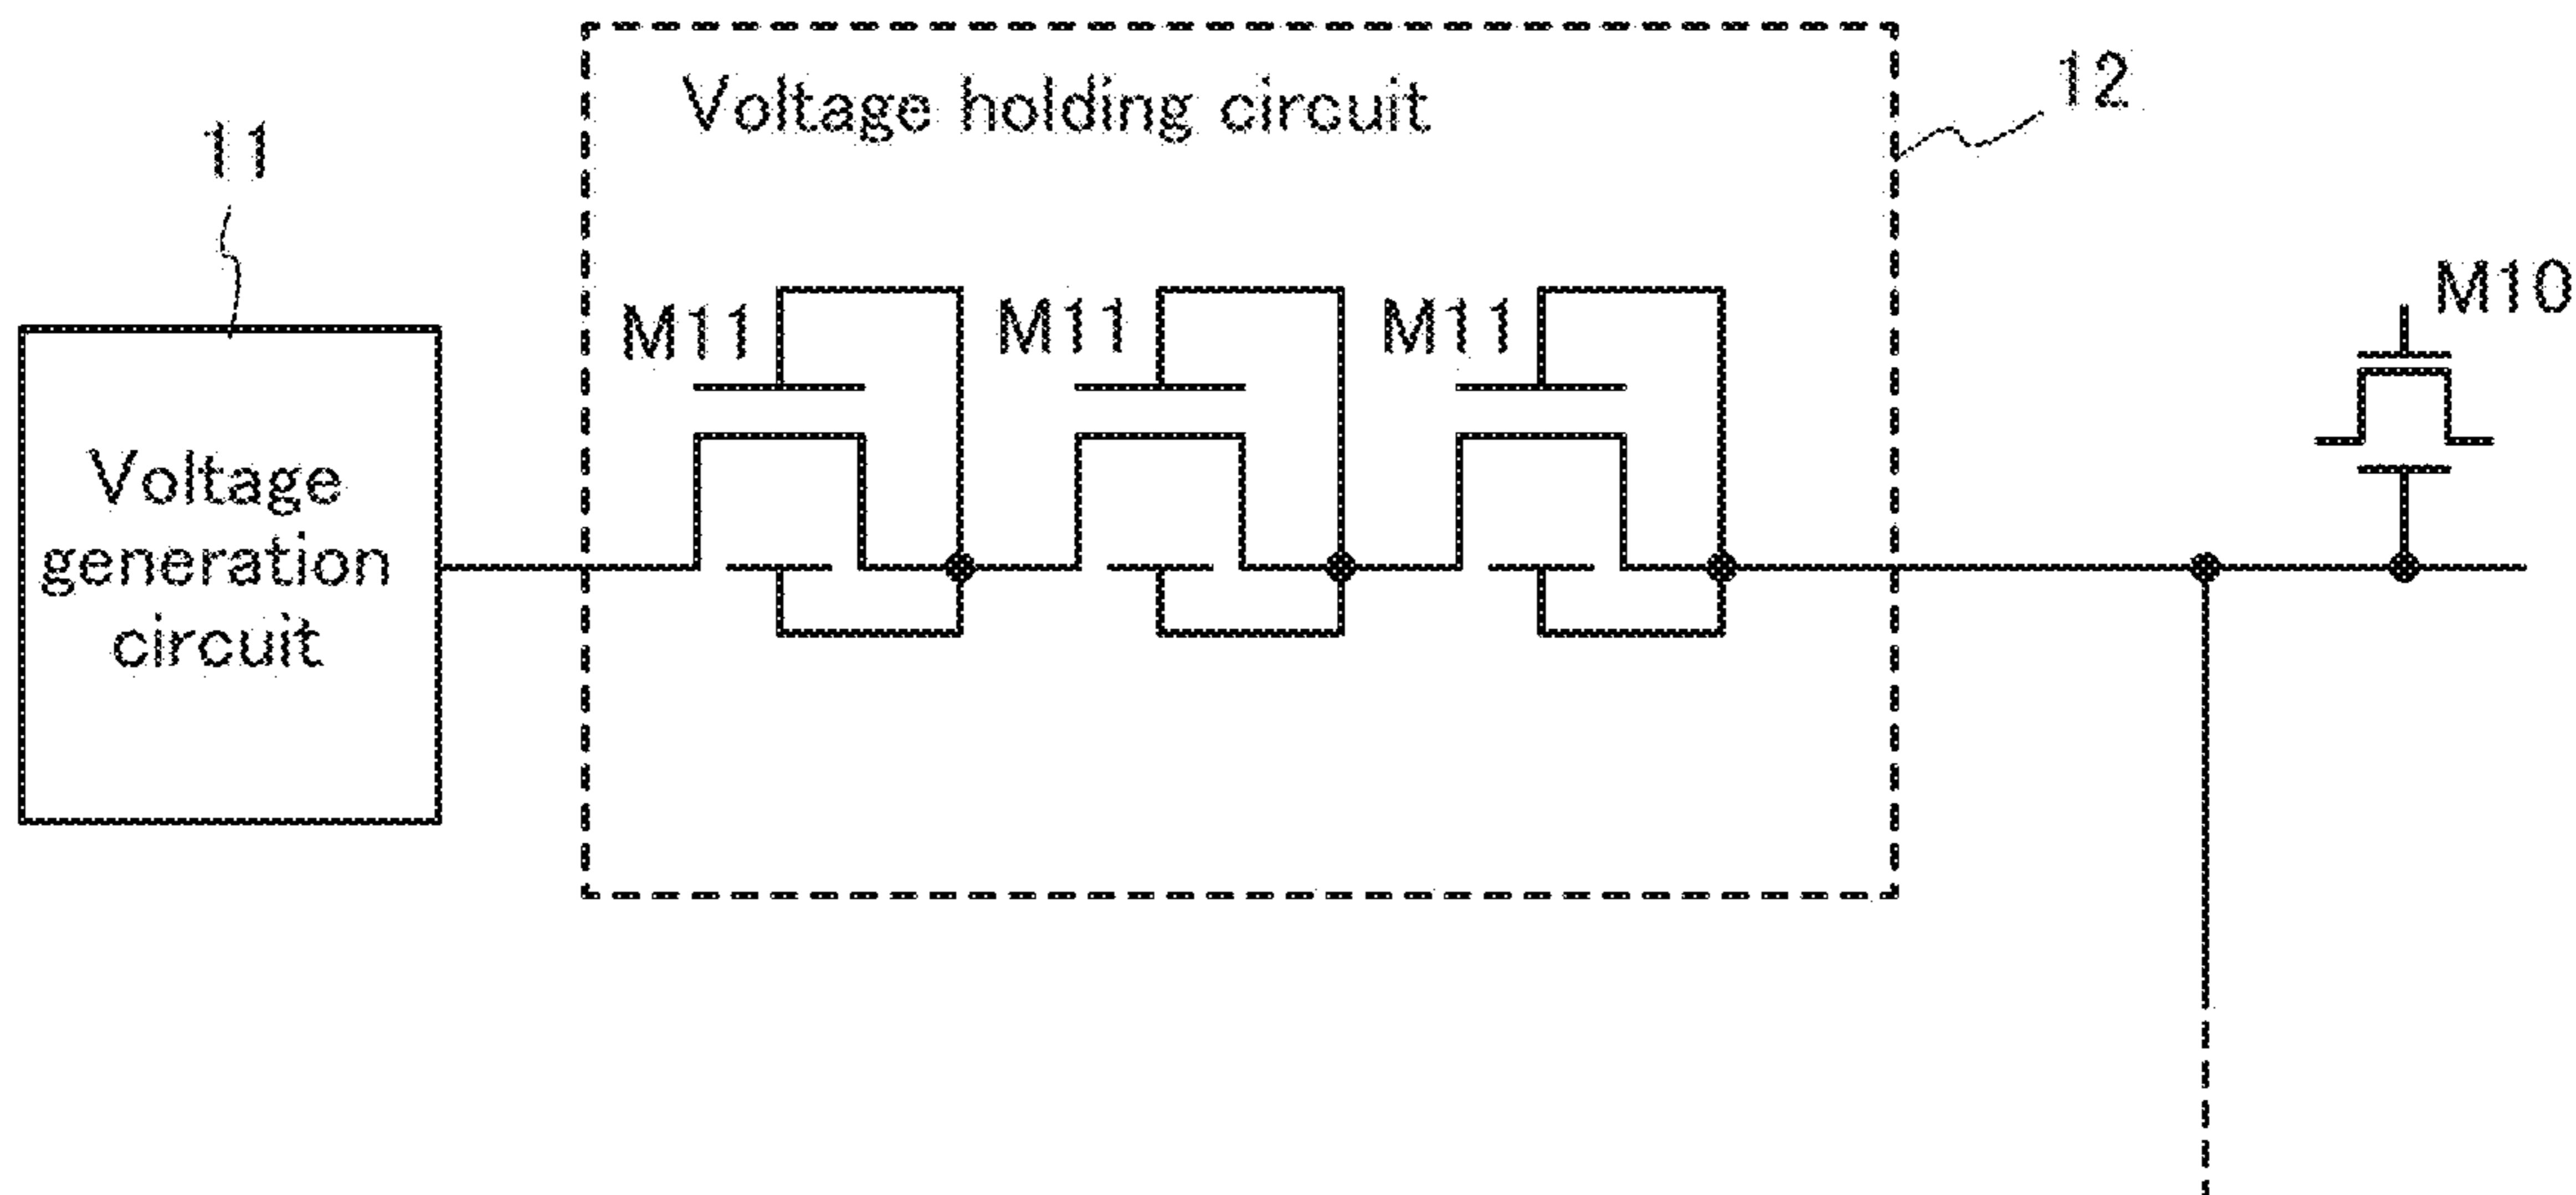 Voltage holding circuit
12
11
M11
M11
M11
M10
Voltage
generation
circuit